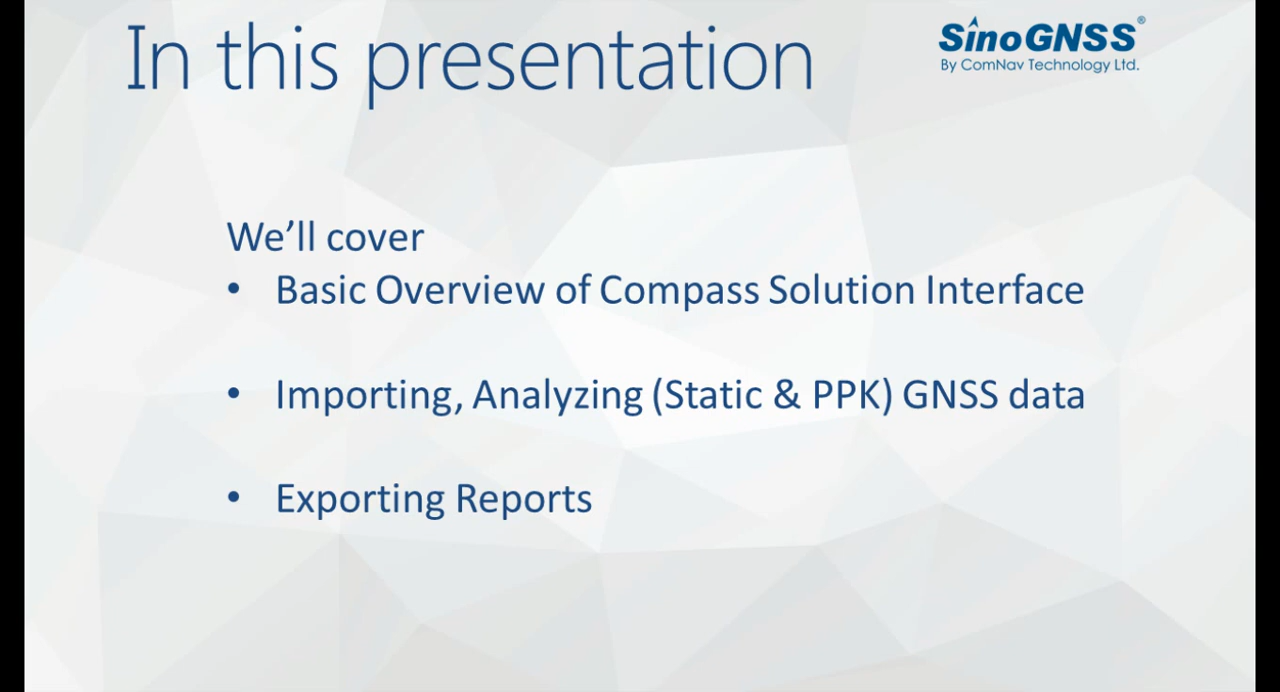 In this presentation
SinoGNSS®
By ComNav Technology Ltd.
We’ll cover
• Basic Overview of Compass Solution Interface
• Importing, Analyzing (Static & PPK) GNSS data
• Exporting Reports